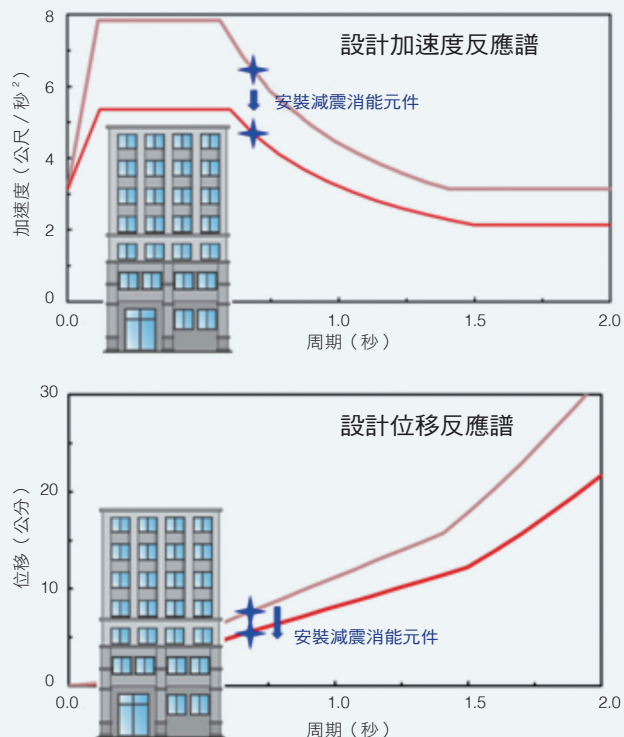 設計加速度反應譜
安裝減震消能元件
加速度（公尺/秒²）
8
6
4
2
0
0.0
1.0
1.5
2.0
周期（秒）
設計位移反應譜
安裝減震消能元件
位移（公分）
30
20
10
0
0.0
1.0
1.5
2.0
周期（秒）